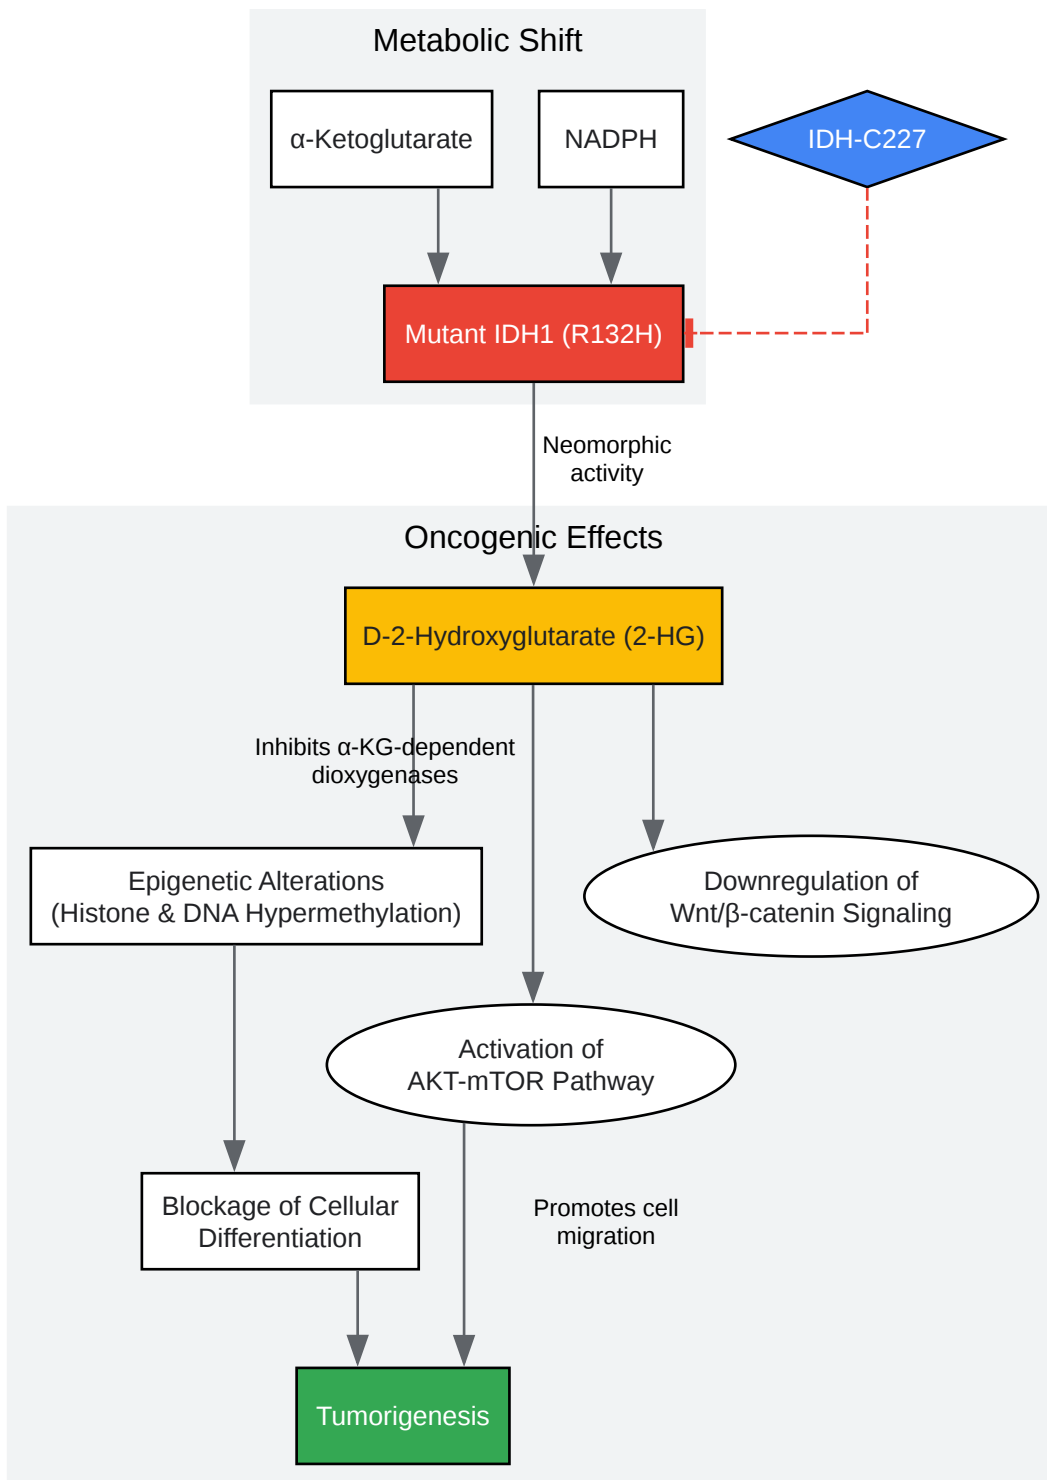 Metabolic Shift
α-Ketoglutarate
NADPH
IDH-C227
Mutant IDH1 (R132H)
Neomorphic
activity
Oncogenic Effects
D-2-Hydroxyglutarate (2-HG)
Inhibits α-KG-dependent
dioxygenases
Epigenetic Alterations
(Histone & DNA Hypermethylation)
Downregulation of
Wnt/β-catenin Signaling
Activation of
AKT-mTOR Pathway
Blockage of Cellular
Differentiation
Promotes cell
migration
Tumorigenesis